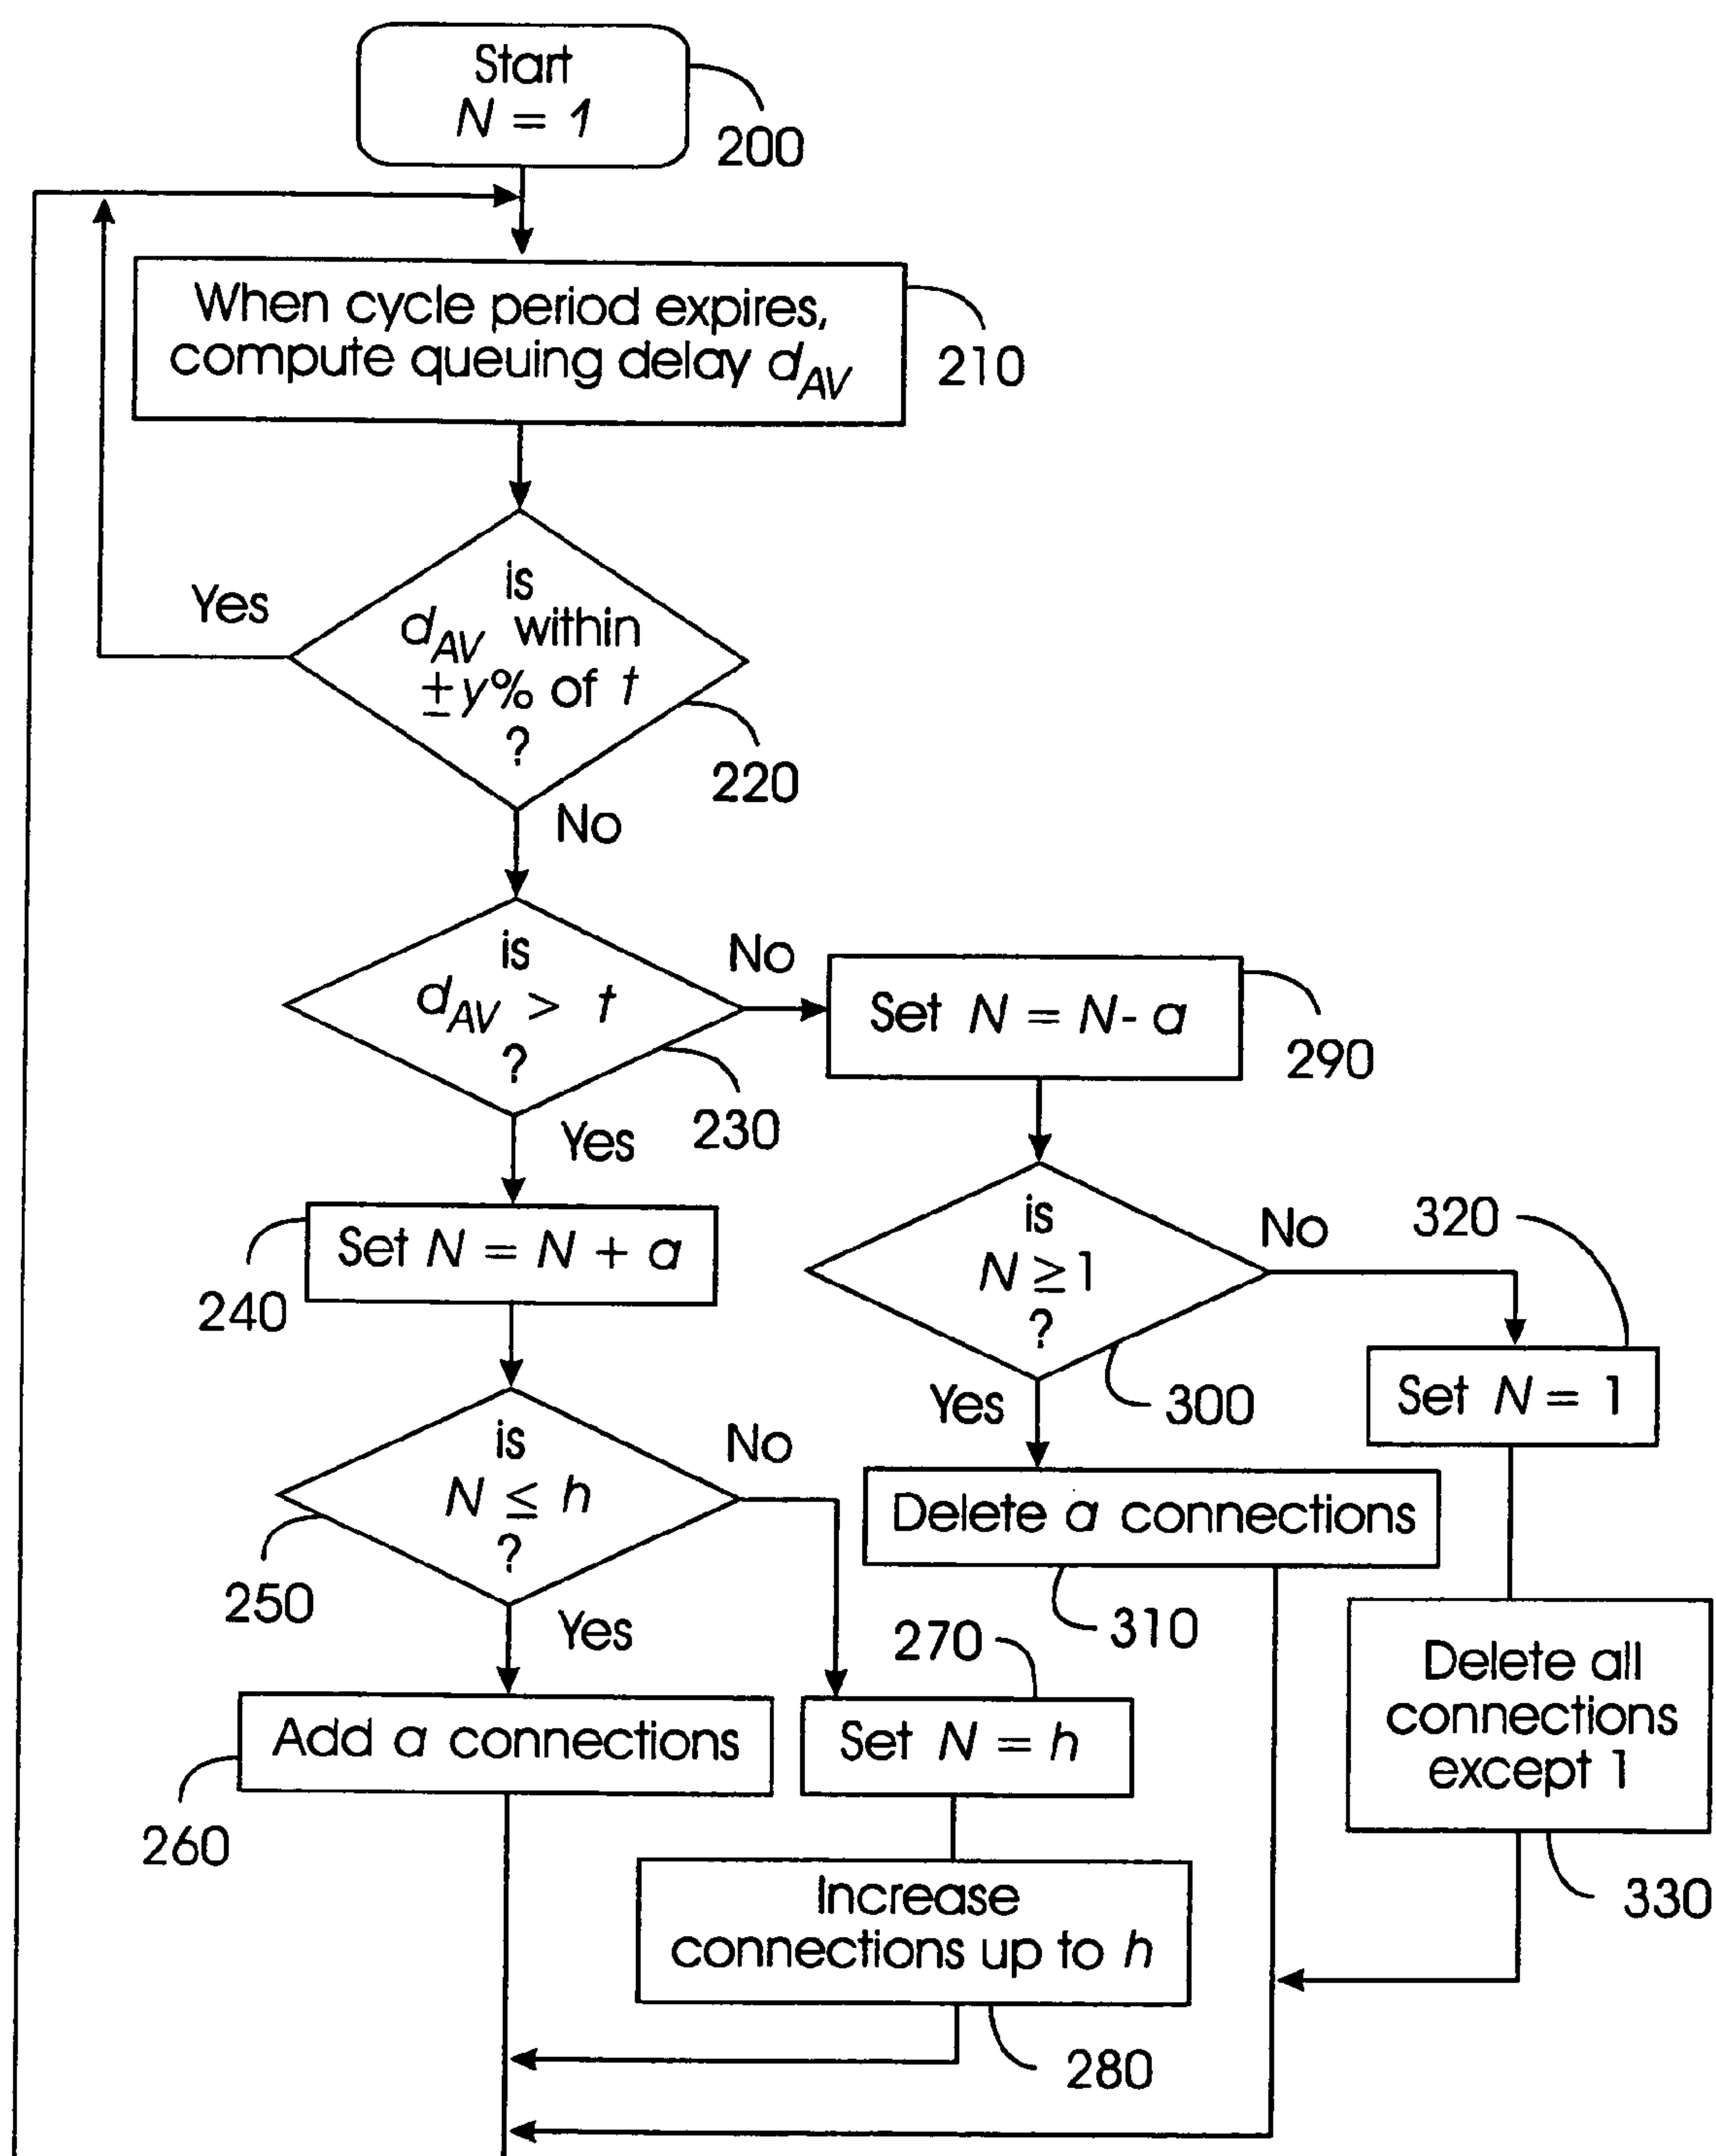 Start
N = 1
200
When cycle period expires,
compute queuing delay dAV
210
Yes
is
dAV within
±y% of t
?
220
No
is
dAV > t
?
230
No
Set N = N- a
290
Yes
Set N = N + a
240
is
N ≥ 1
?
300
No
320
Set N = 1
Yes
is
N ≤ h
?
250
No
Delete a connections
310
Yes
270
Add a connections
260
Set N = h
Delete all
connections
except 1
330
Increase
connections up to h
280